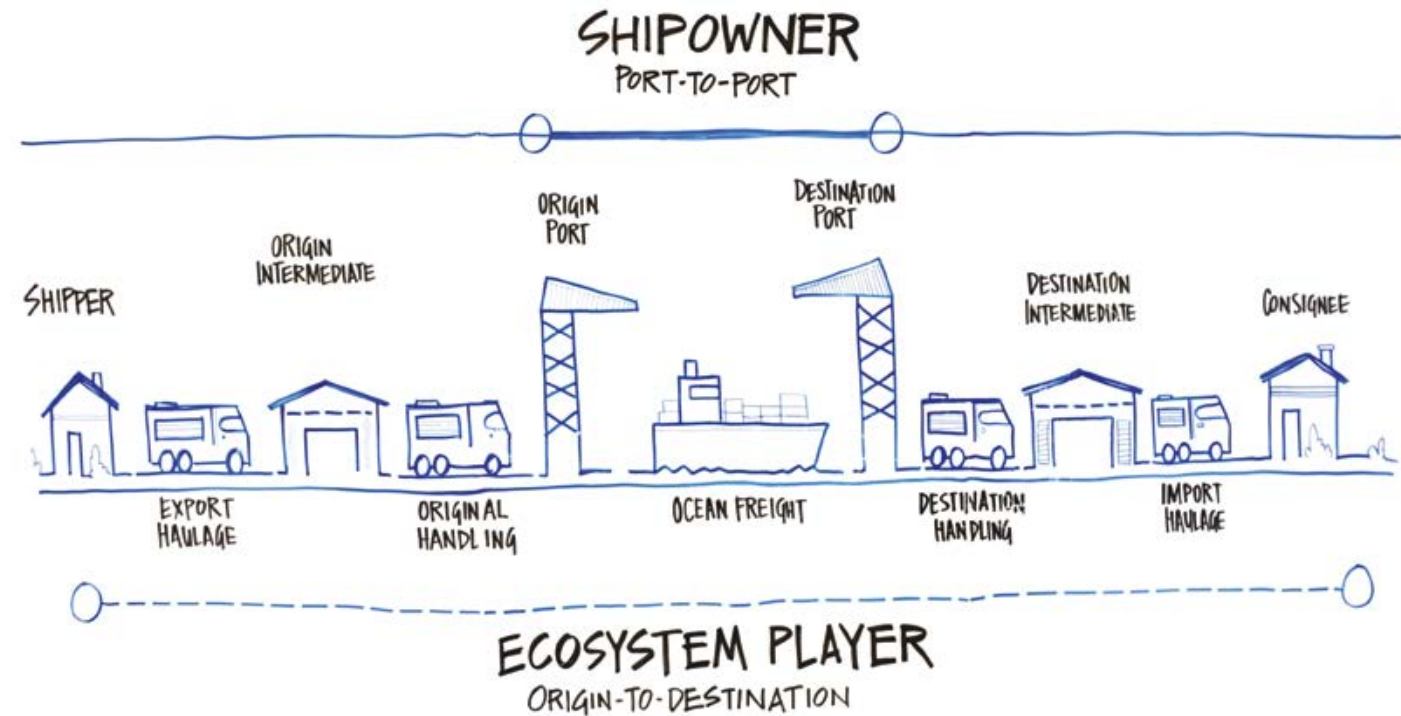 SHIPOWNER
PORT-TO-PORT
SHIPPER
ORIGIN
INTERMEDIATE
ORIGIN
PORT
DESTINATION
PORT
DESTINATION
INTERMEDIATE
CONSIGNEE
EXPORT
HAULAGE
ORIGINAL
HANDLING
OCEAN FREIGHT
DESTINATION
HANDLING
IMPORT
HAULAGE
ECOSYSTEM PLAYER
ORIGIN-TO-DESTINATION